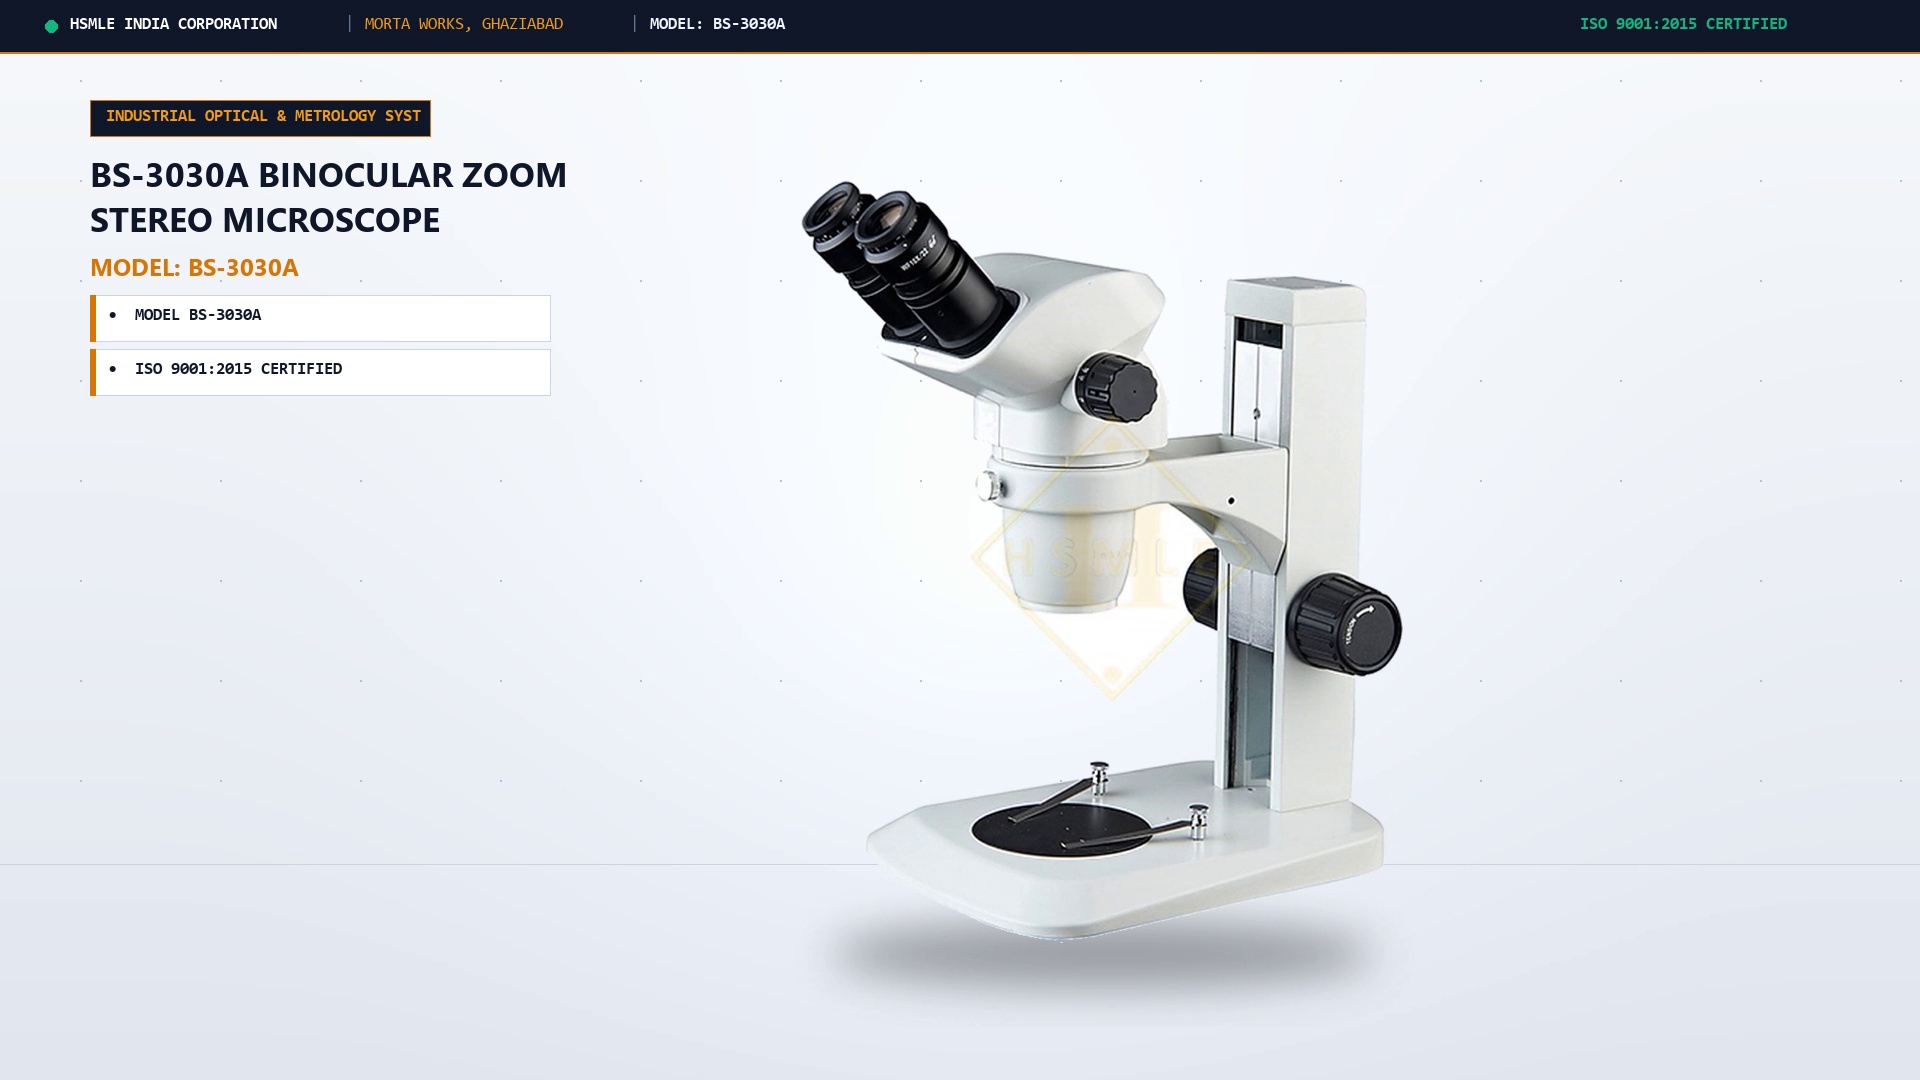 HSMLE INDIA CORPORATION
MORTA WORKS, GHAZIABAD
MODEL: BS-3030A
ISO 9001:2015 CERTIFIED
INDUSTRIAL OPTICAL & METROLOGY SYST
BS-3030A BINOCULAR ZOOM
STEREO MICROSCOPE
MODEL: BS-3030A
• MODEL BS-3030A
• ISO 9001:2015 CERTIFIED
HSMLE